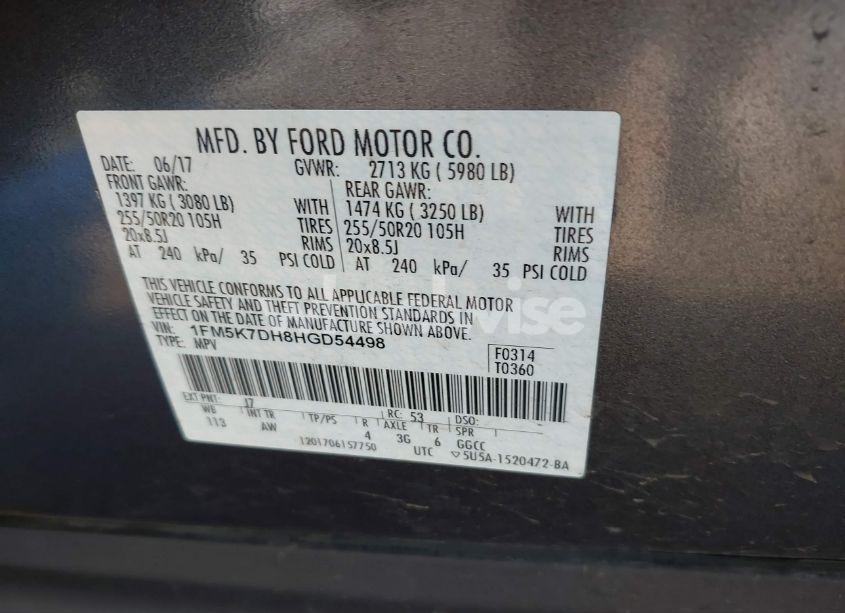 MFD. BY FORD MOTOR CO.
DATE: 06/17 GVWR: 2713 KG ( 5980 LB)
FRONT GAWR: REAR GAWR:
1397 KG ( 3080 LB) WITH 1474 KG ( 3250 LB) WITH
255/50R20 105H TIRES 255/50R20 105H TIRES
20x8.5J RIMS 20x8.5J RIMS
AT 240 kPa/ 35 PSI COLD AT 240 kPa/ 35 PSI COLD
THIS VEHICLE CONFORMS TO ALL APPLICABLE FEDERAL MOTOR
VEHICLE SAFETY AND THEFT PREVENTION STANDARDS IN
EFFECT ON THE DATE OF MANUFACTURE SHOWN ABOVE.
VIN: 1FM5K7DH8HGD54498
TYPE: MPV
F0314
T0360
EXT PNT: J7 RC: 53 DSO:
WB INT TR TP/PS R AXLE TR SPR
113 AW 4 3G 6 GGCC
1201706157750 UTC ▽5U5A-1520472-BA